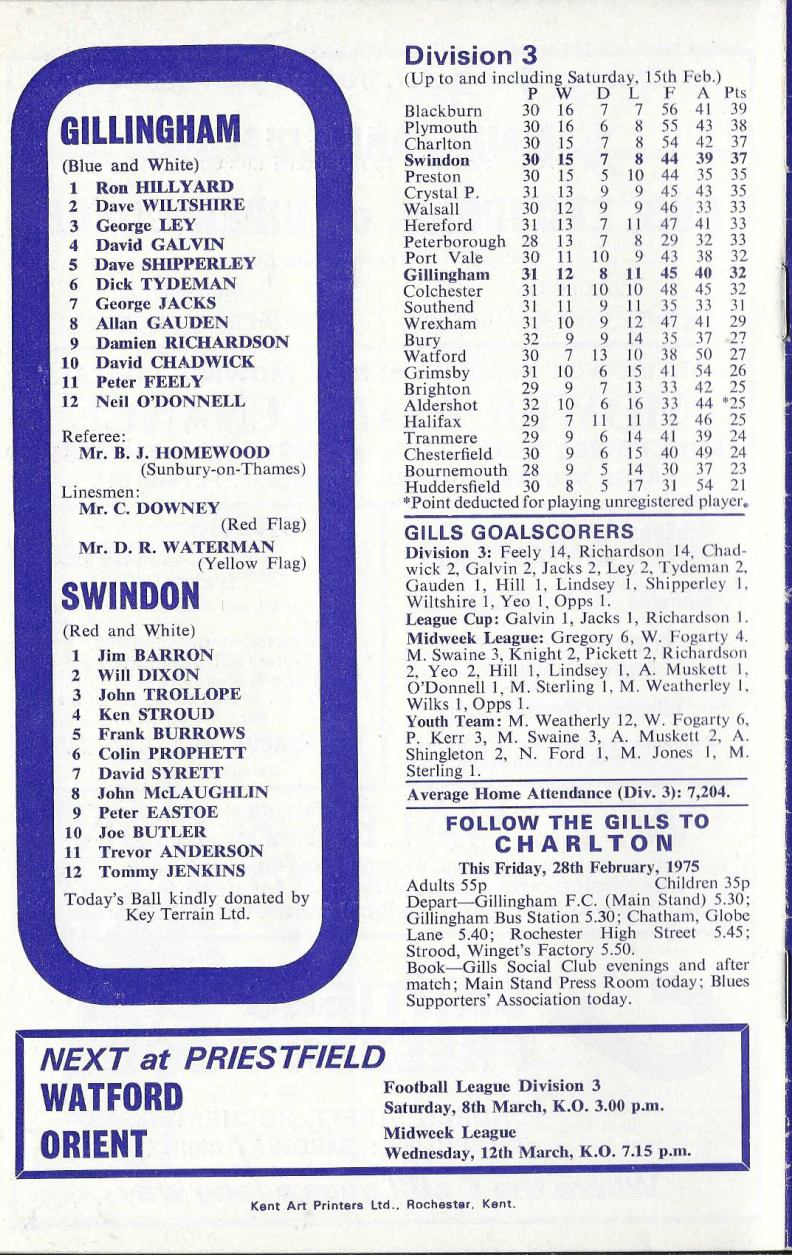 GILLINGHAM
(Blue and White)
1 Ron HILLYARD
2 Dave WILTSHIRE
3 George LEY
4 David GALVIN
5 Dave SHIPPERLEY
6 Dick TYDEMAN
7 George JACKS
8 Allan GAUDEN
9 Damien RICHARDSON
10 David CHADWICK
11 Peter FEELY
12 Neil O'DONNELL
Referee:
Mr. B. J. HOMEWOOD
(Sunbury-on-Thames)
Linesmen:
Mr. C. DOWNEY
(Red Flag)
Mr. D. R. WATERMAN
(Yellow Flag)
SWINDON
(Red and White)
1 Jim BARRON
2 Will DIXON
3 John TROLLOPE
4 Ken STROUD
5 Frank BURROWS
6 Colin PROPHETT
7 David SYRETT
8 John McLAUGHLIN
9 Peter EASTOE
10 Joe BUTLER
11 Trevor ANDERSON
12 Tommy JENKINS
Today's Ball kindly donated by
Key Terrain Ltd.
Division 3
(Up to and including Saturday, 15th Feb.)
P W D L F A Pts
Blackburn 30 16 7 7 56 41 39
Plymouth 30 16 6 8 55 43 38
Charlton 30 15 7 8 54 42 37
Swindon 30 15 7 8 44 39 37
Preston 30 15 5 10 44 35 35
Crystal P. 31 13 9 9 45 43 35
Walsall 30 12 9 9 46 33 33
Hereford 31 13 7 11 47 41 33
Peterborough 28 13 7 8 29 32 33
Port Vale 30 11 10 9 43 38 32
Gillingham 31 12 8 11 45 40 32
Colchester 31 11 10 10 48 45 32
Southend 31 11 9 11 35 33 31
Wrexham 31 10 9 12 47 41 29
Bury 32 9 9 14 35 37 27
Watford 30 7 13 10 38 50 27
Grimsby 31 10 6 15 41 54 26
Brighton 29 9 7 13 33 42 25
Aldershot 32 10 6 16 33 44 *25
Halifax 29 7 11 11 32 46 25
Tranmere 29 9 6 14 41 39 24
Chesterfield 30 9 6 15 40 49 24
Bournemouth 28 9 5 14 30 37 23
Huddersfield 30 8 5 17 31 54 21
*Point deducted for playing unregistered player.
GILLS GOALSCORERS
Division 3: Feely 14, Richardson 14, Chad-
wick 2, Galvin 2, Jacks 2, Ley 2, Tydeman 2,
Gauden 1, Hill 1, Lindsey 1, Shipperley 1,
Wiltshire 1, Yeo 1, Opps 1.
League Cup: Galvin 1, Jacks 1, Richardson 1.
Midweek League: Gregory 6, W. Fogarty 4.
M. Swaine 3, Knight 2, Pickett 2, Richardson
2, Yeo 2, Hill 1, Lindsey 1, A. Muskett 1,
O'Donnell 1, M. Sterling 1, M. Weatherley 1,
Wilks 1, Opps 1.
Youth Team: M. Weatherly 12, W. Fogarty 6,
P. Kerr 3, M. Swaine 3, A. Muskett 2, A.
Shingleton 2, N. Ford 1, M. Jones 1, M.
Sterling 1.
Average Home Attendance (Div. 3): 7,204.
FOLLOW THE GILLS TO
CHARLTON
This Friday, 28th February, 1975
Adults 55p Children 35p
Depart—Gillingham F.C. (Main Stand) 5.30;
Gillingham Bus Station 5.30; Chatham, Globe
Lane 5.40; Rochester High Street 5.45;
Strood, Winget's Factory 5.50.
Book—Gills Social Club evenings and after
match; Main Stand Press Room today; Blues
Supporters' Association today.
NEXT at PRIESTFIELD
WATFORD
Football League Division 3
Saturday, 8th March, K.O. 3.00 p.m.
ORIENT
Midweek League
Wednesday, 12th March, K.O. 7.15 p.m.
Kent Art Printers Ltd., Rochester, Kent.